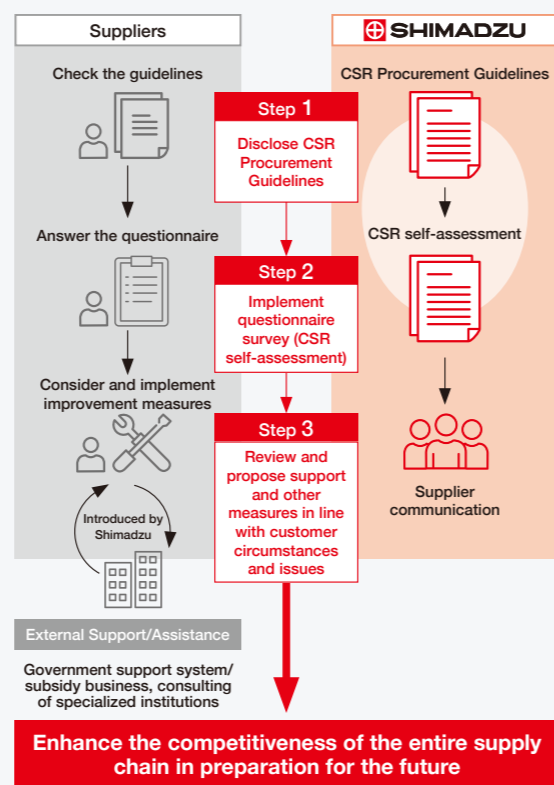 Suppliers
SHIMADZU
Check the guidelines
CSR Procurement Guidelines
Step 1
Disclose CSR
Procurement
Guidelines
Answer the questionnaire
CSR self-assessment
Step 2
Implement
questionnaire
survey (CSR
self-assessment)
Consider and implement
improvement measures
Step 3
Review and
propose support
and other
measures in line
with customer
circumstances
and issues
Supplier
communication
Introduced by
Shimadzu
External Support/Assistance
Government support system/
subsidy business, consulting
of specialized institutions
Enhance the competitiveness of the entire supply
chain in preparation for the future